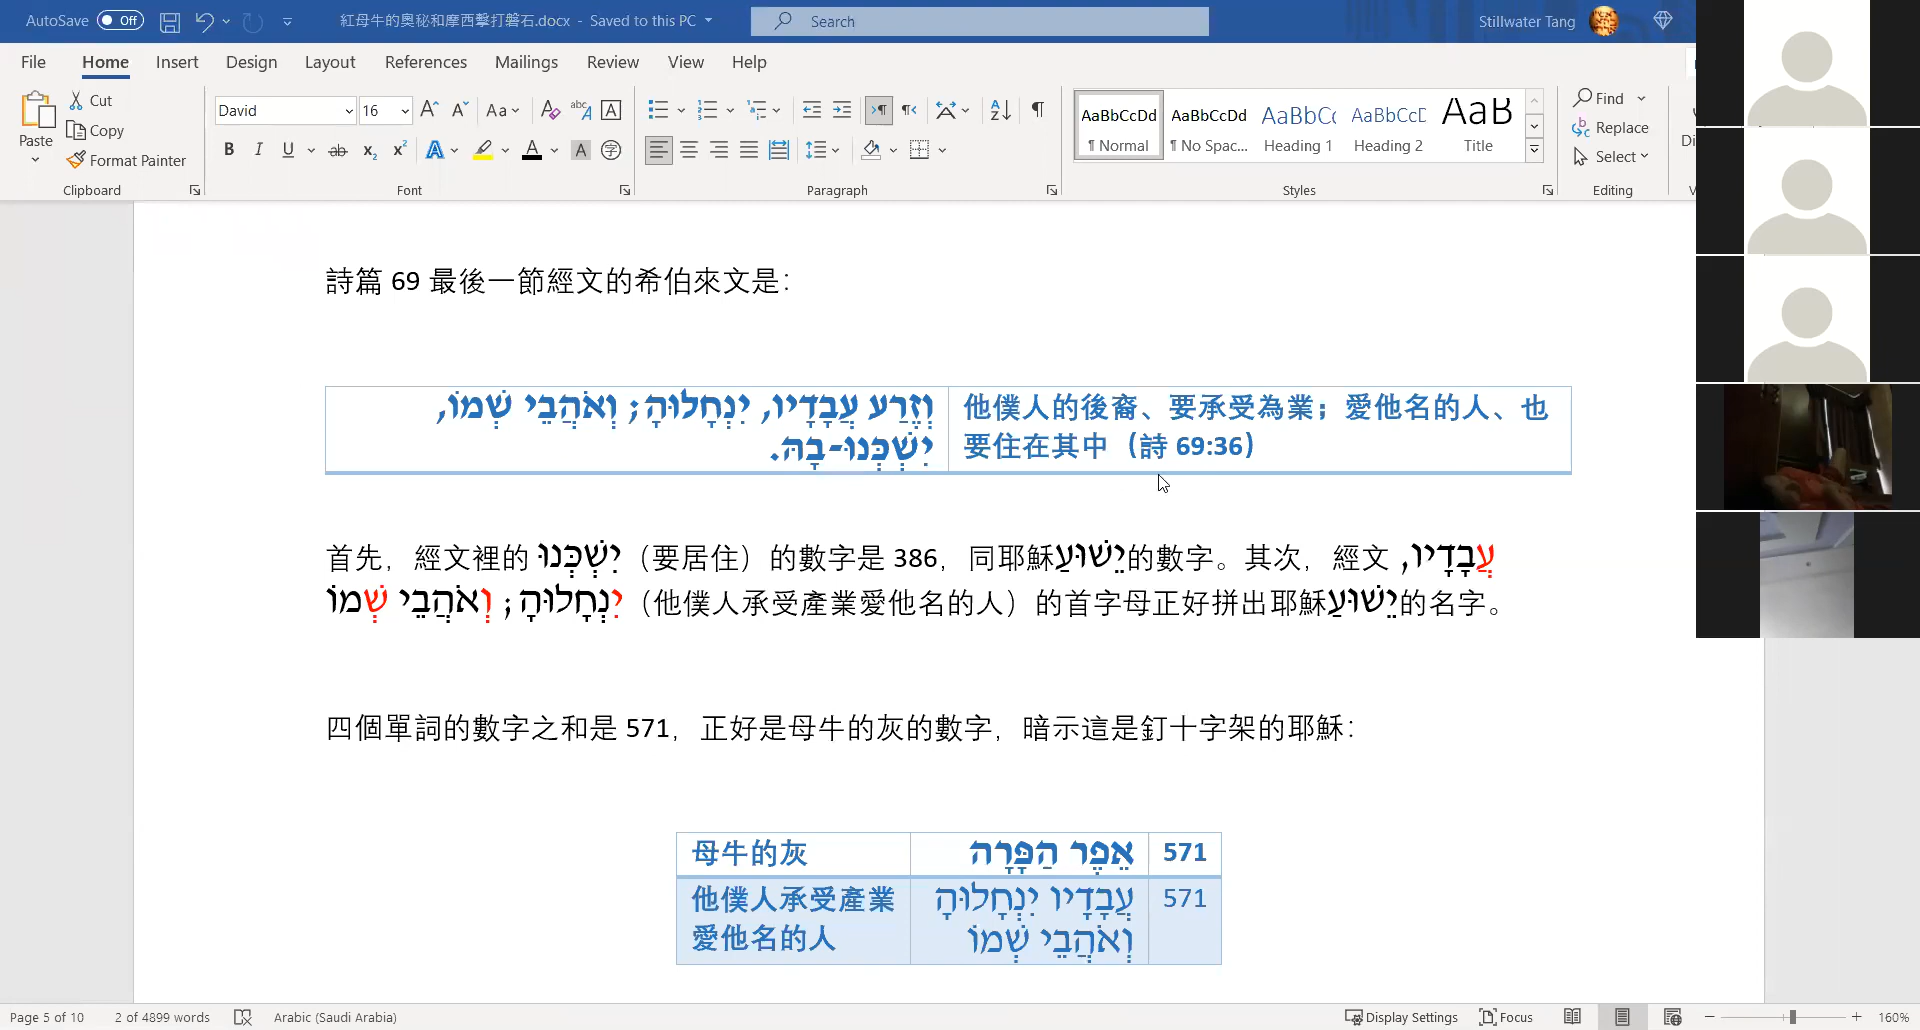 AutoSave Off 紅母牛的奧秘和摩西擊打磐石.docx - Saved to this PC Search Stillwater Tang
File Home Insert Design Layout References Mailings Review View Help
Paste Cut Copy Format Painter Clipboard
David 16 Font
Paragraph
AaBbCcDd ¶ Normal AaBbCcDd ¶ No Spac... AaBbCc Heading 1 AaBbCcD Heading 2 AaB Title Styles
Find Replace Select Editing
詩篇 69 最後一節經文的希伯來文是：
וְזֶרַע עֲבָדָיו, יִנְחָלוּהָ; וְאֹהֲבֵי שְׁמוֹ,
יִשְׁכְּנוּ-בָהּ.
他僕人的後裔、要承受為業；愛他名的人、也
要住在其中（詩 69:36）
首先，經文裡的 יִשְׁכְּנוּ（要居住）的數字是 386，同耶穌יֵשׁוּעַ的數字。其次，經文 עֲבָדָיו,
יִנְחָלוּהָ; וְאֹהֲבֵי שְׁמוֹ（他僕人承受產業愛他名的人）的首字母正好拼出耶穌יֵשׁוּעַ的名字。
四個單詞的數字之和是 571，正好是母牛的灰的數字，暗示這是釘十字架的耶穌：
母牛的灰 אֵפֶר הַפָּרָה 571
他僕人承受產業 עֲבָדָיו יִנְחָלוּהָ 571
愛他名的人 וְאֹהֲבֵי שְׁמוֹ
Page 5 of 10 2 of 4899 words Arabic (Saudi Arabia) Display Settings Focus 160%